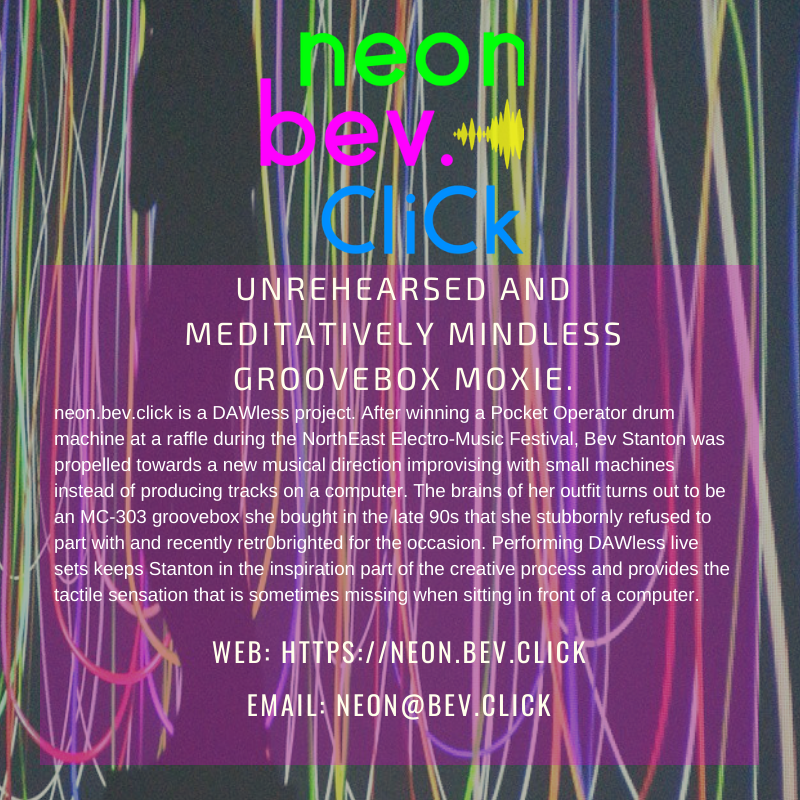 neon
bev.
CliCk
UNREHEARSED AND
MEDITATIVELY MINDLESS
GROOVEBOX MOXIE.
neon.bev.click is a DAWless project. After winning a Pocket Operator drum
machine at a raffle during the NorthEast Electro-Music Festival, Bev Stanton was
propelled towards a new musical direction improvising with small machines
instead of producing tracks on a computer. The brains of her outfit turns out to be
an MC-303 groovebox she bought in the late 90s that she stubbornly refused to
part with and recently retr0brighted for the occasion. Performing DAWless live
sets keeps Stanton in the inspiration part of the creative process and provides the
tactile sensation that is sometimes missing when sitting in front of a computer.
WEB: HTTPS://NEON.BEV.CLICK
EMAIL: NEON@BEV.CLICK